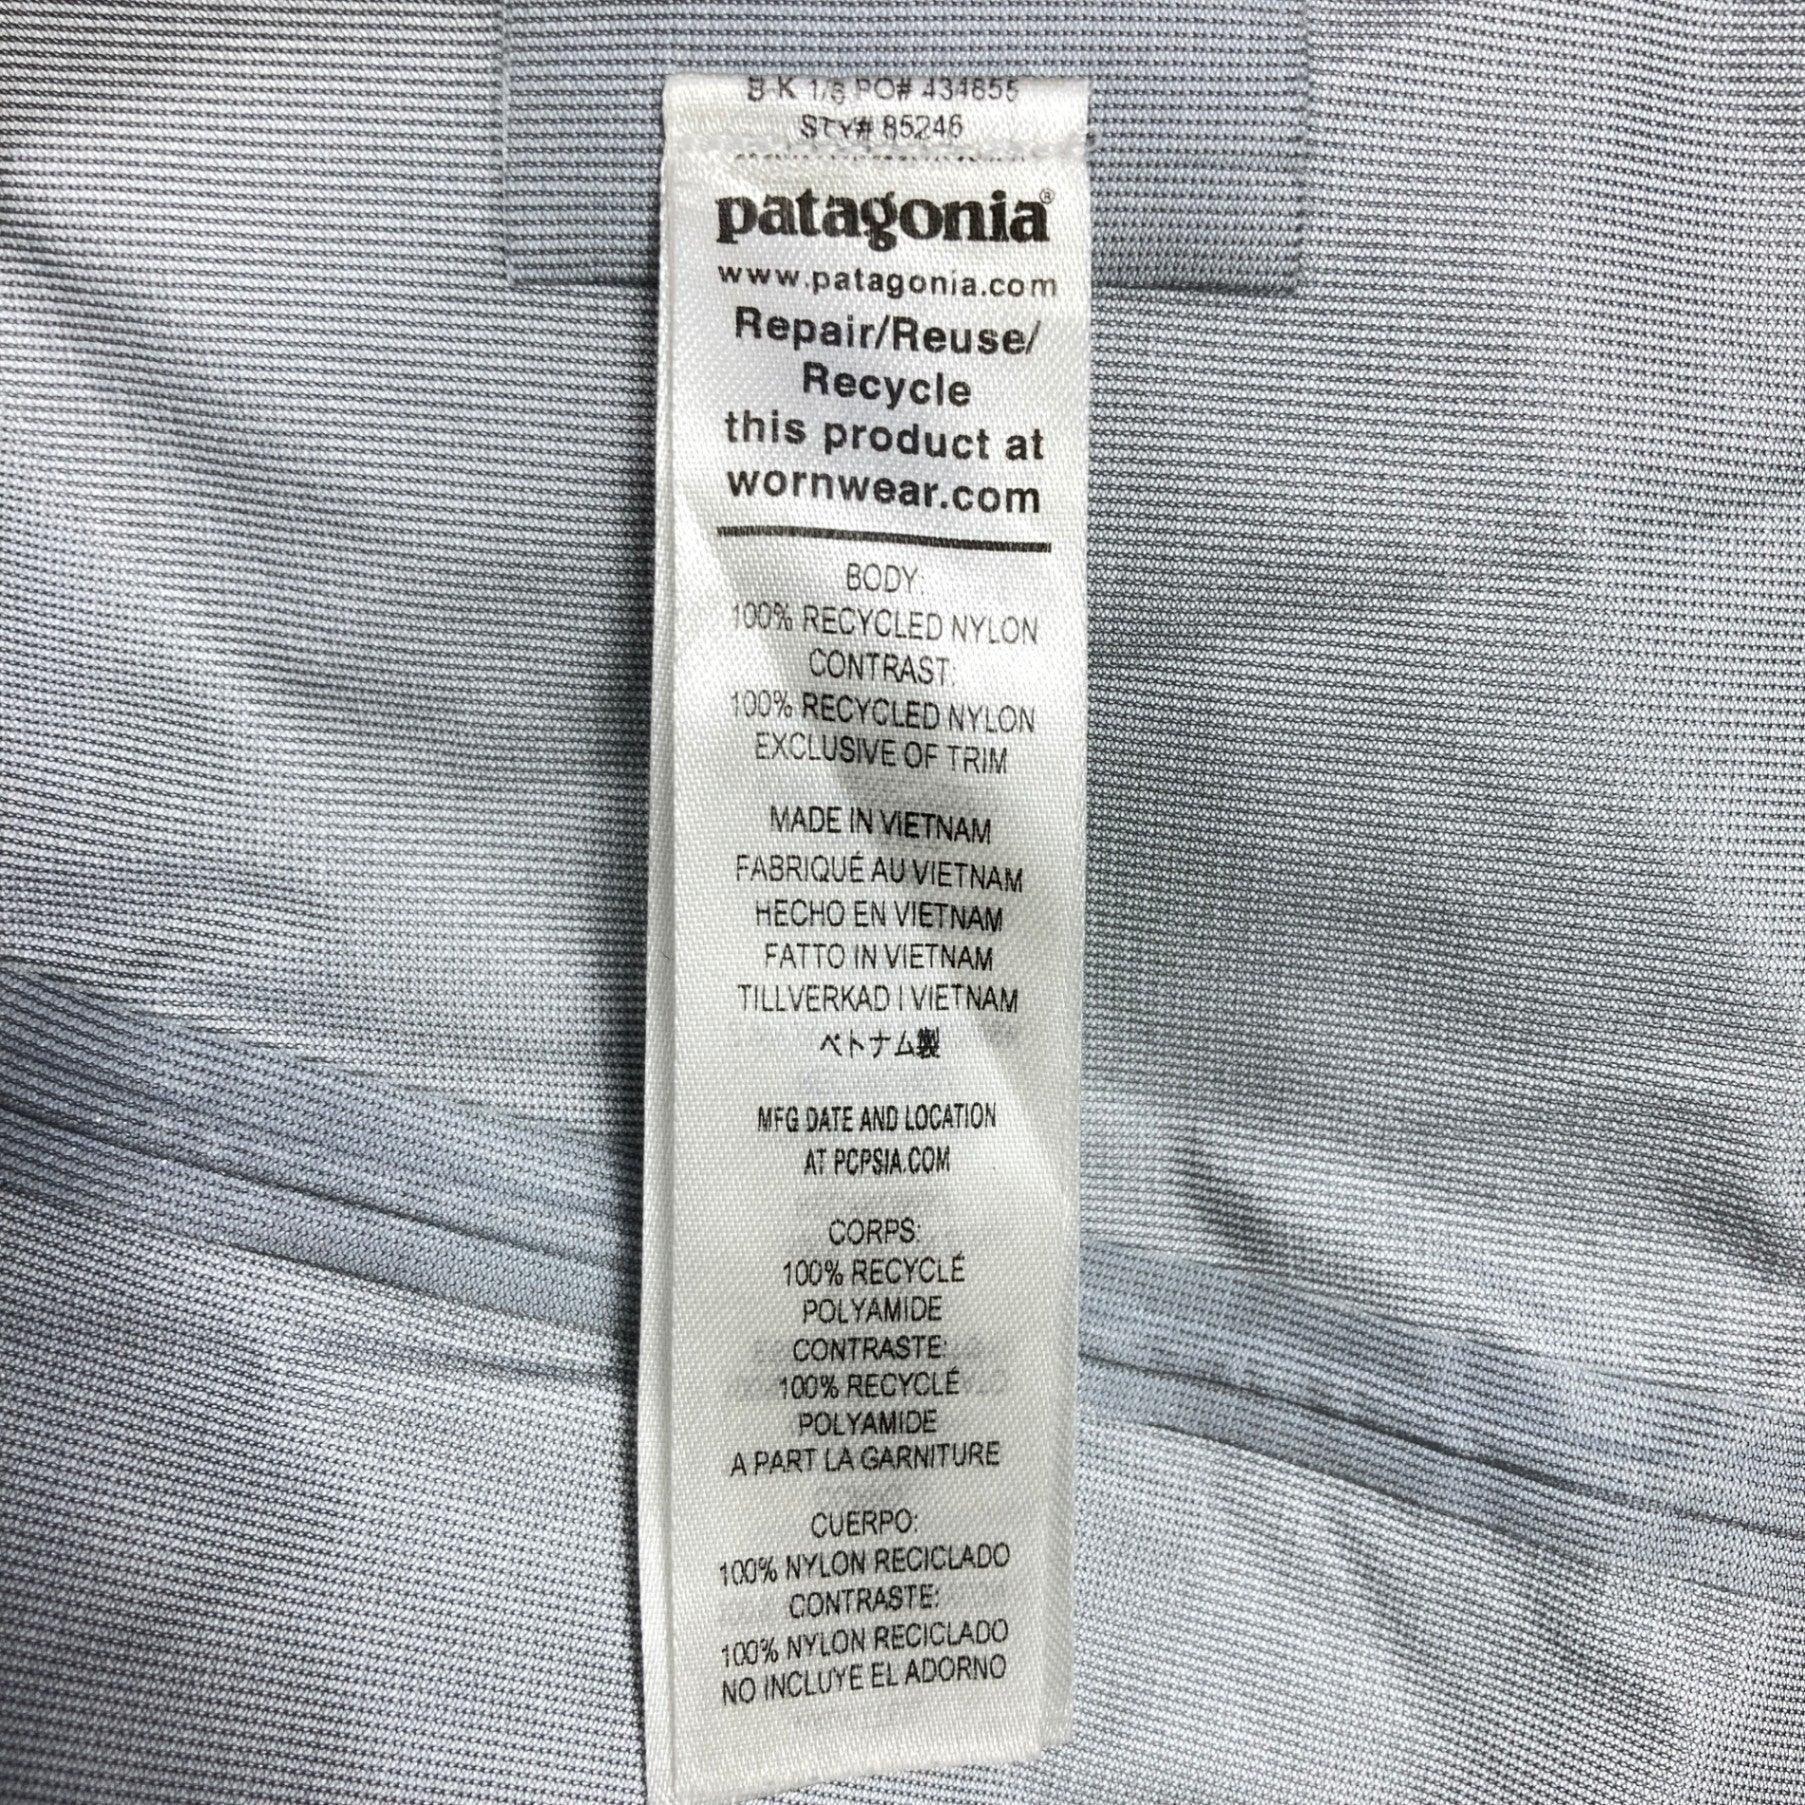 B-K 1/6 PO# 434855
STY# 85246
patagonia®
www.patagonia.com
Repair/Reuse/
Recycle
this product at
wornwear.com
BODY:
100% RECYCLED NYLON
CONTRAST:
100% RECYCLED NYLON
EXCLUSIVE OF TRIM
MADE IN VIETNAM
FABRIQUÉ AU VIETNAM
HECHO EN VIETNAM
FATTO IN VIETNAM
TILLVERKAD I VIETNAM
ベトナム製
MFG DATE AND LOCATION
AT PCPSIA.COM
CORPS:
100% RECYCLÉ
POLYAMIDE
CONTRASTE:
100% RECYCLÉ
POLYAMIDE
A PART LA GARNITURE
CUERPO:
100% NYLON RECICLADO
CONTRASTE:
100% NYLON RECICLADO
NO INCLUYE EL ADORNO